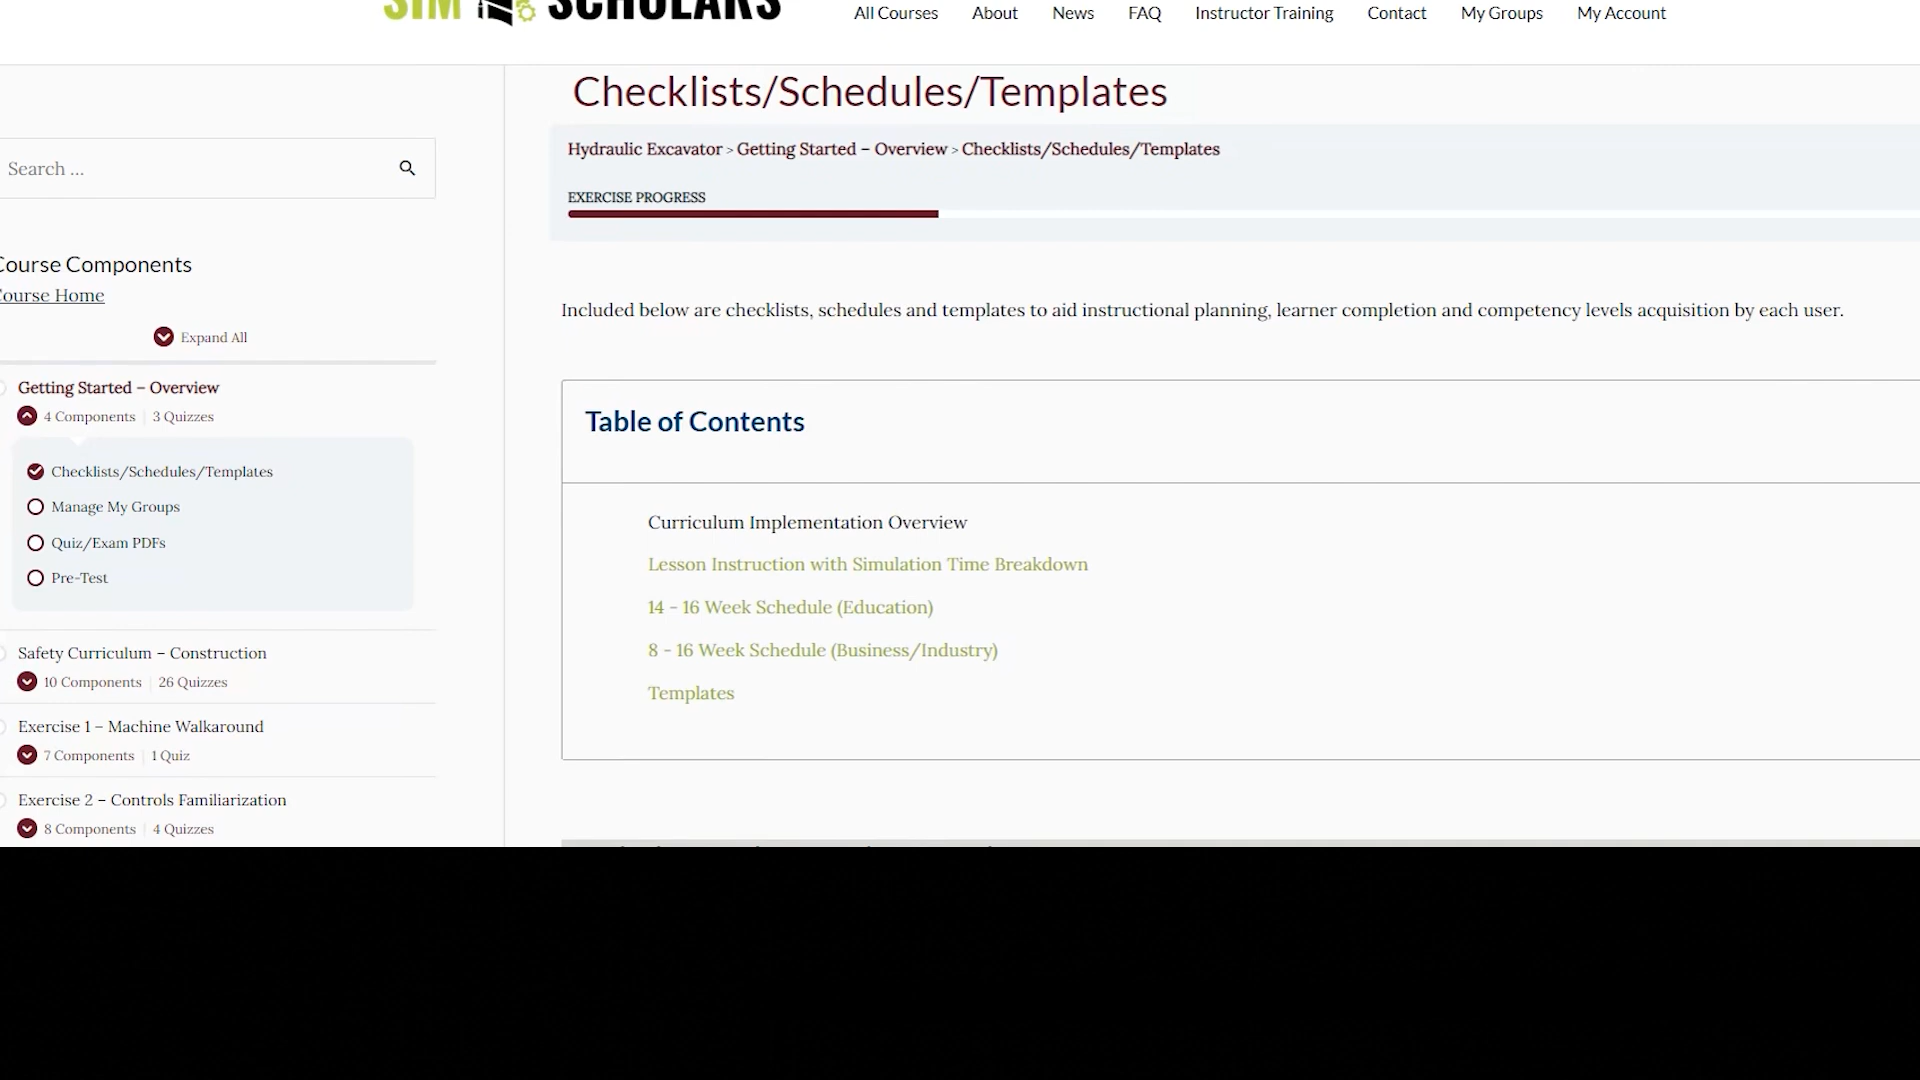 SIM SCHOLARS
All Courses About News FAQ Instructor Training Contact My Groups My Account
Checklists/Schedules/Templates
Hydraulic Excavator > Getting Started – Overview > Checklists/Schedules/Templates
EXERCISE PROGRESS
Search ...
Course Components
Course Home
Expand All
Getting Started – Overview
4 Components | 3 Quizzes
Checklists/Schedules/Templates
Manage My Groups
Quiz/Exam PDFs
Pre-Test
Safety Curriculum – Construction
10 Components | 26 Quizzes
Exercise 1 – Machine Walkaround
7 Components | 1 Quiz
Exercise 2 – Controls Familiarization
8 Components | 4 Quizzes
Included below are checklists, schedules and templates to aid instructional planning, learner completion and competency levels acquisition by each user.
Table of Contents
Curriculum Implementation Overview
Lesson Instruction with Simulation Time Breakdown
14 - 16 Week Schedule (Education)
8 - 16 Week Schedule (Business/Industry)
Templates